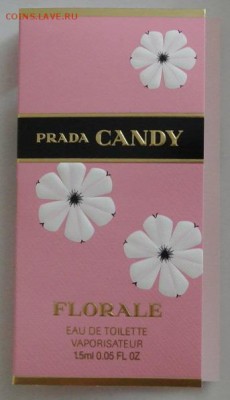 COINS.LAVE.RU
PRADA CANDY
FLORALE
EAU DE TOILETTE
VAPORISATEUR
1.5ml 0.05 FL OZ